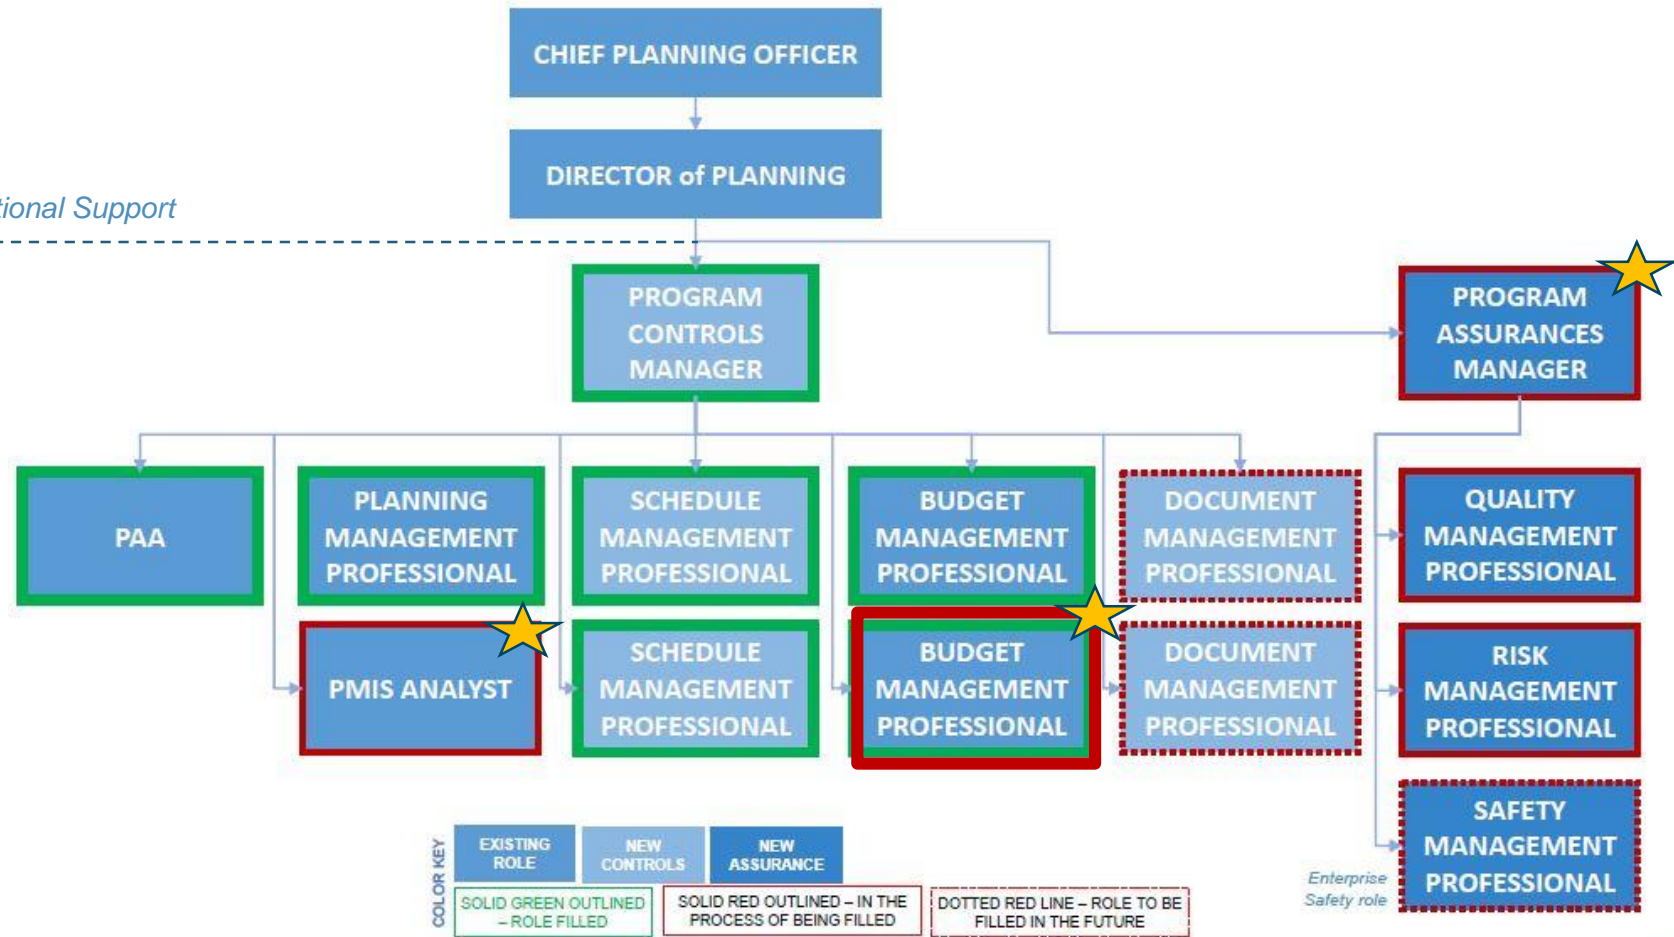 CHIEF PLANNING OFFICER
DIRECTOR of PLANNING
tional Support
PROGRAM
CONTROLS
MANAGER
PROGRAM
ASSURANCES
MANAGER
PAA
PLANNING
MANAGEMENT
PROFESSIONAL
SCHEDULE
MANAGEMENT
PROFESSIONAL
BUDGET
MANAGEMENT
PROFESSIONAL
DOCUMENT
MANAGEMENT
PROFESSIONAL
QUALITY
MANAGEMENT
PROFESSIONAL
PMIS ANALYST
SCHEDULE
MANAGEMENT
PROFESSIONAL
BUDGET
MANAGEMENT
PROFESSIONAL
DOCUMENT
MANAGEMENT
PROFESSIONAL
RISK
MANAGEMENT
PROFESSIONAL
SAFETY
MANAGEMENT
PROFESSIONAL
Enterprise
Safety role
COLOR KEY
EXISTING
ROLE
NEW
CONTROLS
NEW
ASSURANCE
SOLID GREEN OUTLINED
– ROLE FILLED
SOLID RED OUTLINED – IN THE
PROCESS OF BEING FILLED
DOTTED RED LINE – ROLE TO BE
FILLED IN THE FUTURE